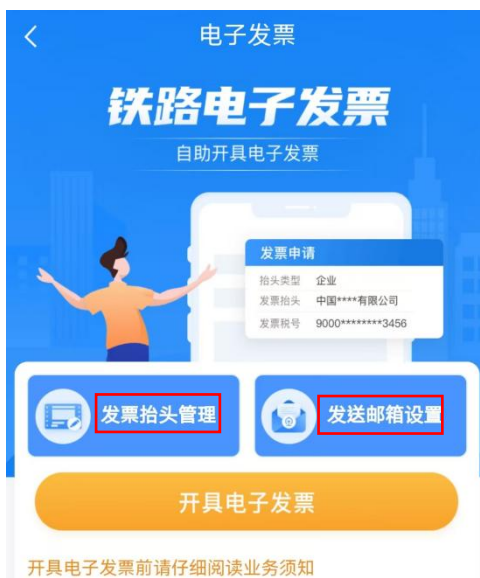 电子发票
铁路电子发票
自助开具电子发票
发票申请
抬头类型 企业
发票抬头 中国****有限公司
发票税号 9000********3456
发票抬头管理
发送邮箱设置
开具电子发票
开具电子发票前请仔细阅读业务须知